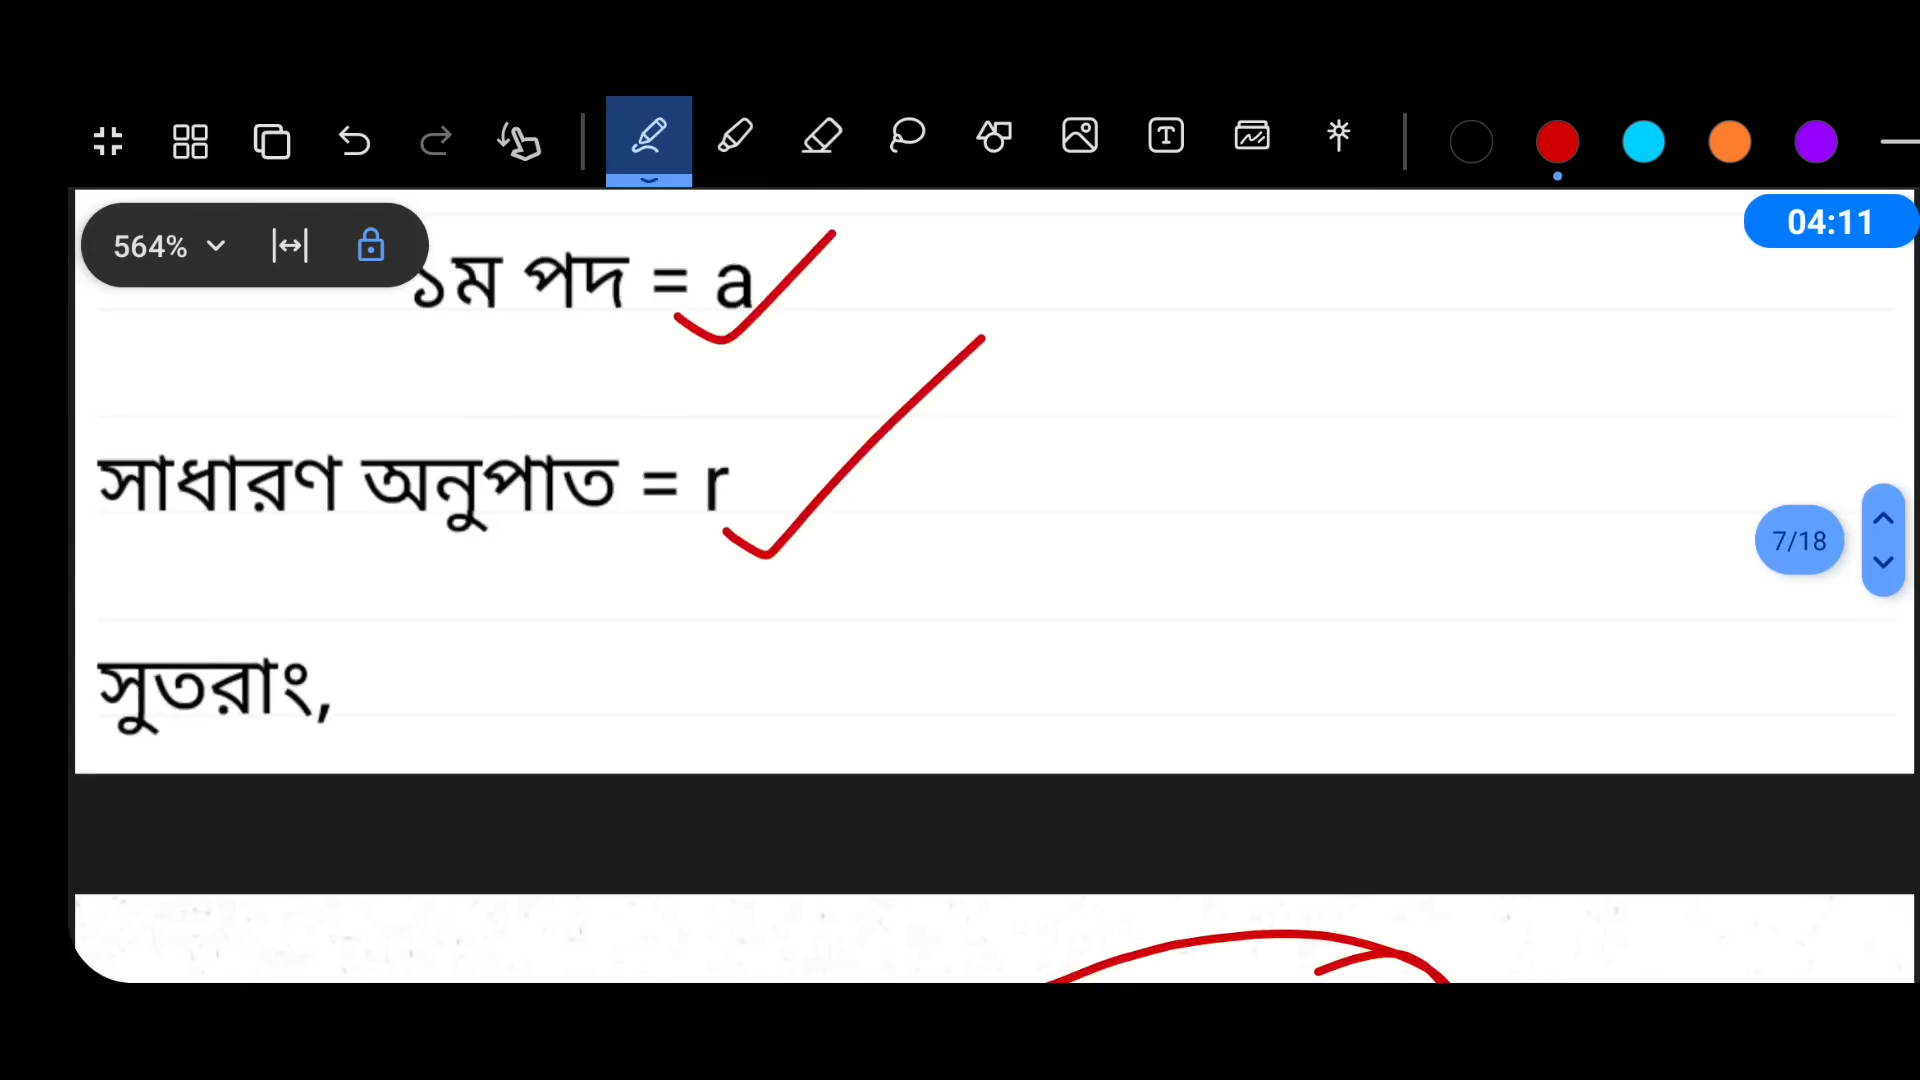 564%
04:11
১ম পদ = a
সাধারণ অনুপাত = r
7/18
সুতরাং,